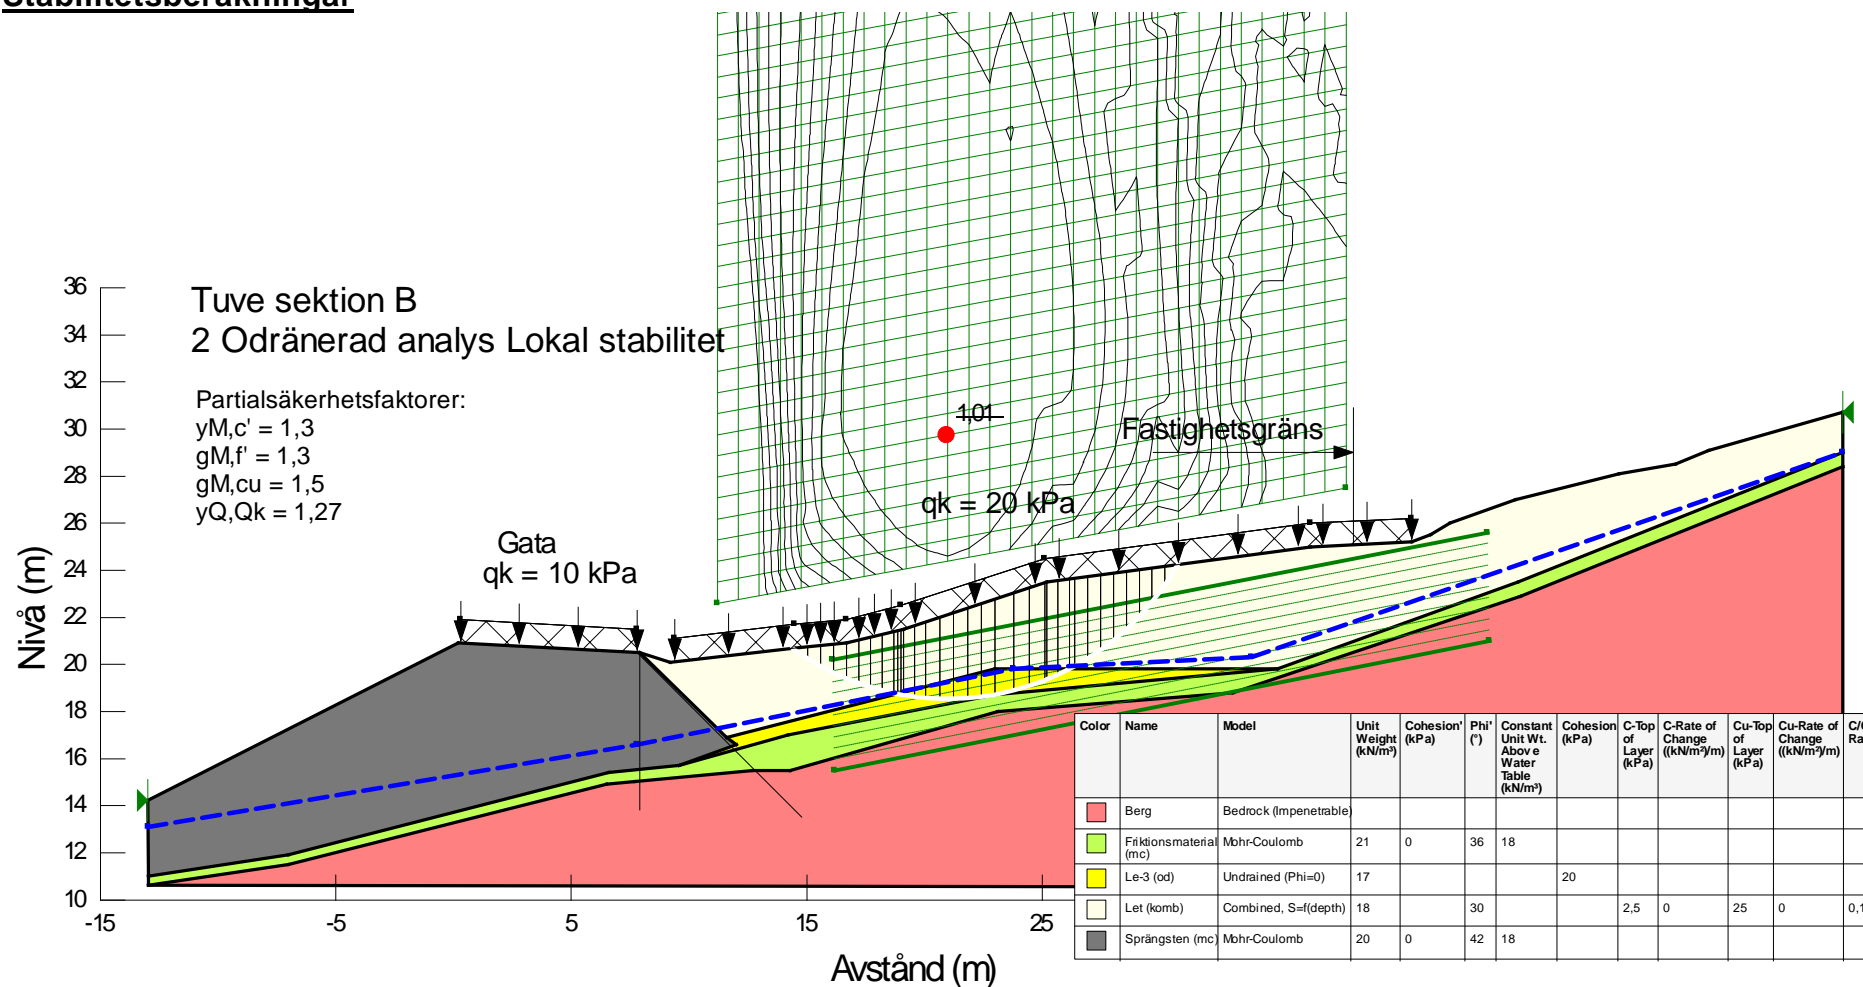 Stabilitetsberäkningar
Tuve sektion B
2 Odränerad analys Lokal stabilitet
Partialsäkerhetsfaktorer:
yM,c' = 1,3
gM,f' = 1,3
gM,cu = 1,5
yQ,Qk = 1,27
1,01
Fastighetsgräns
qk = 20 kPa
Gata
qk = 10 kPa
Nivå (m)
36
34
32
30
28
26
24
22
20
18
16
14
12
10
-15
-5
5
15
25
Avstånd (m)
Color Name Model Unit Weight (kN/m³) Cohesion' (kPa) Phi' (°) Constant Unit Wt. Above Water Table (kN/m³) Cohesion (kPa) C-Top of Layer (kPa) C-Rate of Change ((kN/m²)/m) Cu-Top of Layer (kPa) Cu-Rate of Change ((kN/m²)/m)
Berg Bedrock (Impenetrable)
Friktionsmaterial (mc) Mohr-Coulomb 21 0 36 18
Le-3 (od) Undrained (Phi=0) 17 20
Let (komb) Combined, S=f(depth) 18 30 2,5 0 25 0
Sprängsten (mc) Mohr-Coulomb 20 0 42 18